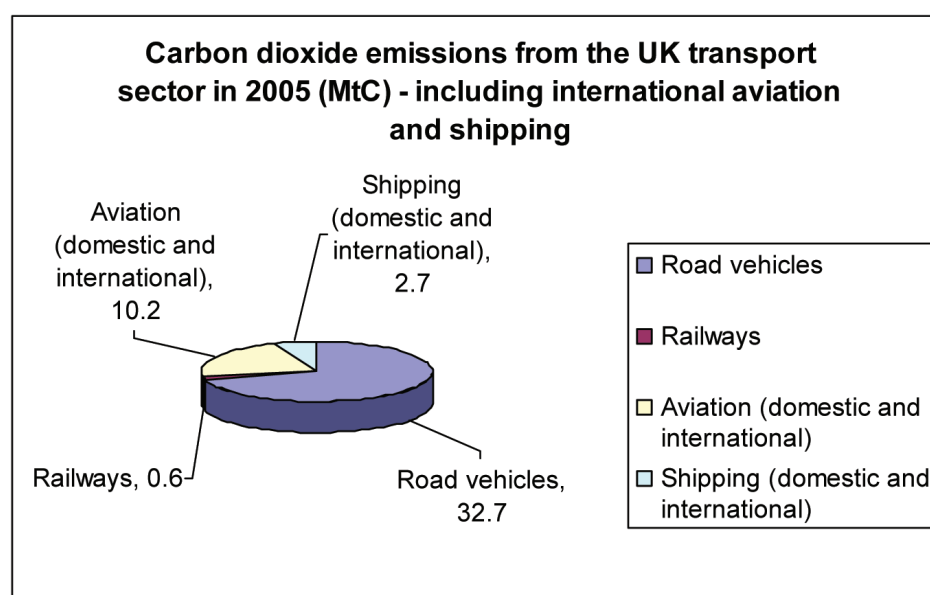 Carbon dioxide emissions from the UK transport
sector in 2005 (MtC) - including international aviation
and shipping
Shipping
(domestic and
international),
2.7
Aviation
(domestic and
international),
10.2
Railways, 0.6
Road vehicles,
32.7
Road vehicles
Railways
Aviation (domestic and
international)
Shipping (domestic and
international)